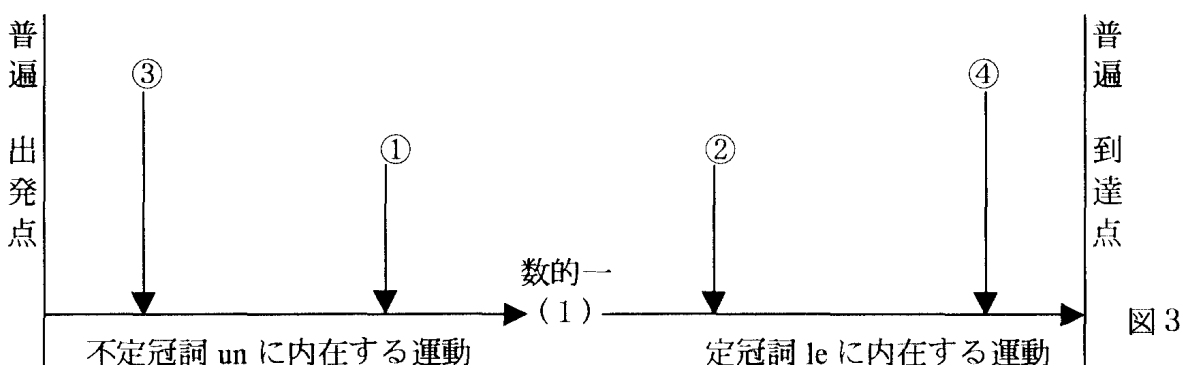 普遍 出発点
③
①
②
④
普遍 到達点
数的一
（1）
図3
不定冠詞 un に内在する運動
定冠詞 le に内在する運動